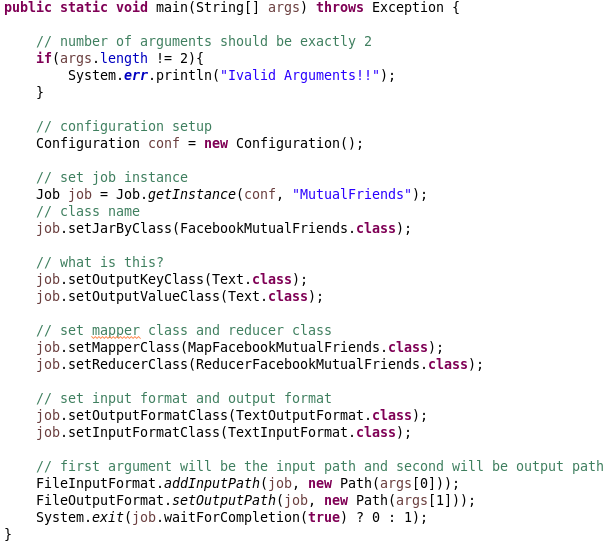 public static void main(String[] args) throws Exception {
// number of arguments should be exactly 2
if(args.length != 2){
System.err.println("Ivalid Arguments!!");
}
// configuration setup
Configuration conf = new Configuration();
// set job instance
Job job = Job.getInstance(conf, "MutualFriends");
// class name
job.setJarByClass(FacebookMutualFriends.class);
// what is this?
job.setOutputKeyClass(Text.class);
job.setOutputValueClass(Text.class);
// set mapper class and reducer class
job.setMapperClass(MapFacebookMutualFriends.class);
job.setReducerClass(ReducerFacebookMutualFriends.class);
// set input format and output format
job.setOutputFormatClass(TextOutputFormat.class);
job.setInputFormatClass(TextInputFormat.class);
// first argument will be the input path and second will be output path
FileInputFormat.addInputPath(job, new Path(args[0]));
FileOutputFormat.setOutputPath(job, new Path(args[1]));
System.exit(job.waitForCompletion(true) ? 0 : 1);
}